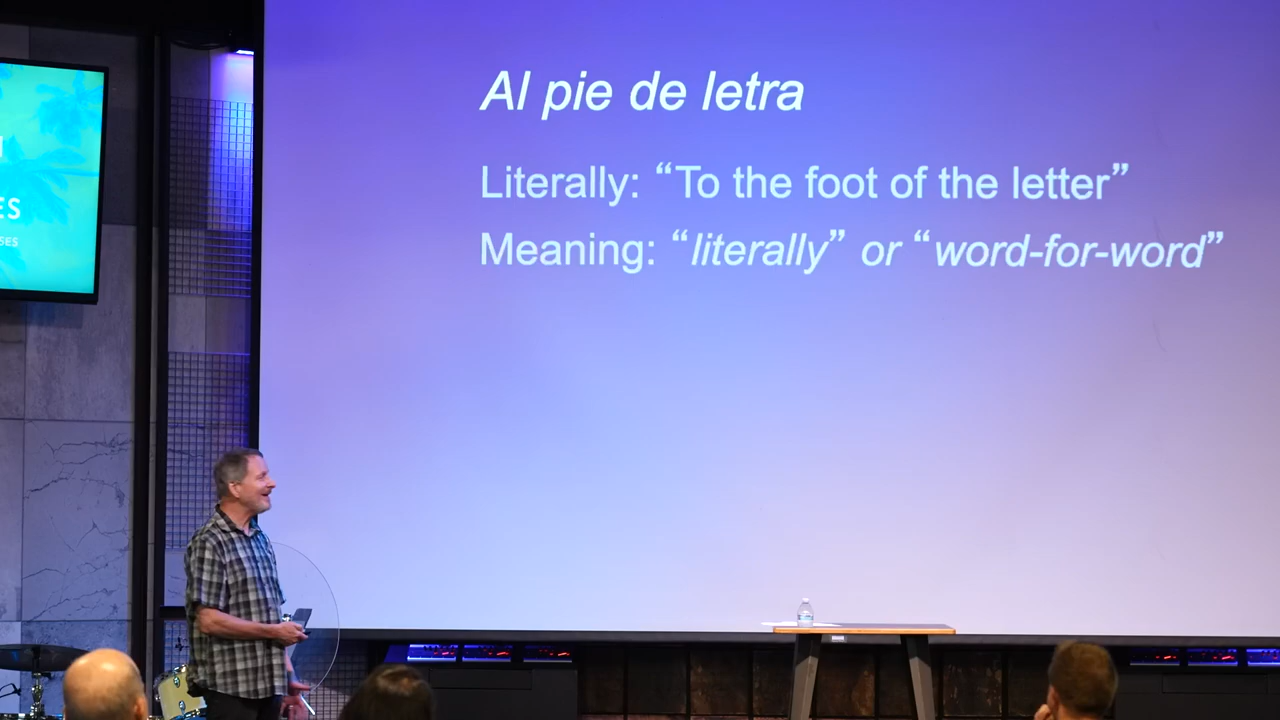 Al pie de letra
Literally: “To the foot of the letter”
Meaning: “literally” or “word-for-word”